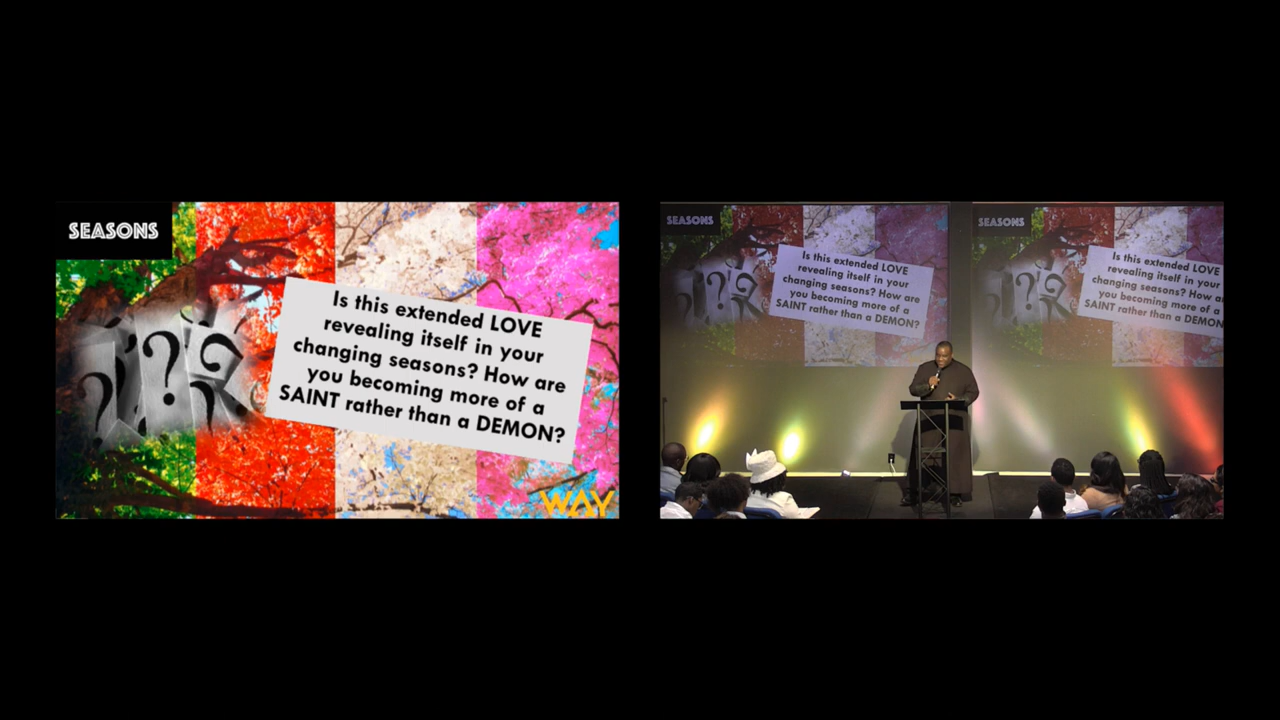 SEASONS
Is this extended LOVE
revealing itself in your
changing seasons? How are
you becoming more of a
SAINT rather than a DEMON?
? ? ?
WAY
SEASONS
Is this extended LOVE
revealing itself in your
changing seasons? How are
you becoming more of a
SAINT rather than a DEMON?
SEASONS
Is this extended LOVE
revealing itself in your
changing seasons? How a
you becoming more of a
SAINT rather than a DEMON